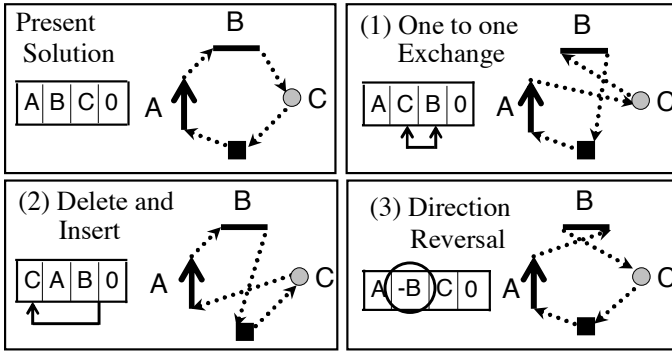 Present
Solution
A B C 0
A
B
C
(1) One to one
Exchange
A C B 0
A
B
C
(2) Delete and
Insert
C A B 0
A
B
C
(3) Direction
Reversal
A -B C 0
A
B
C